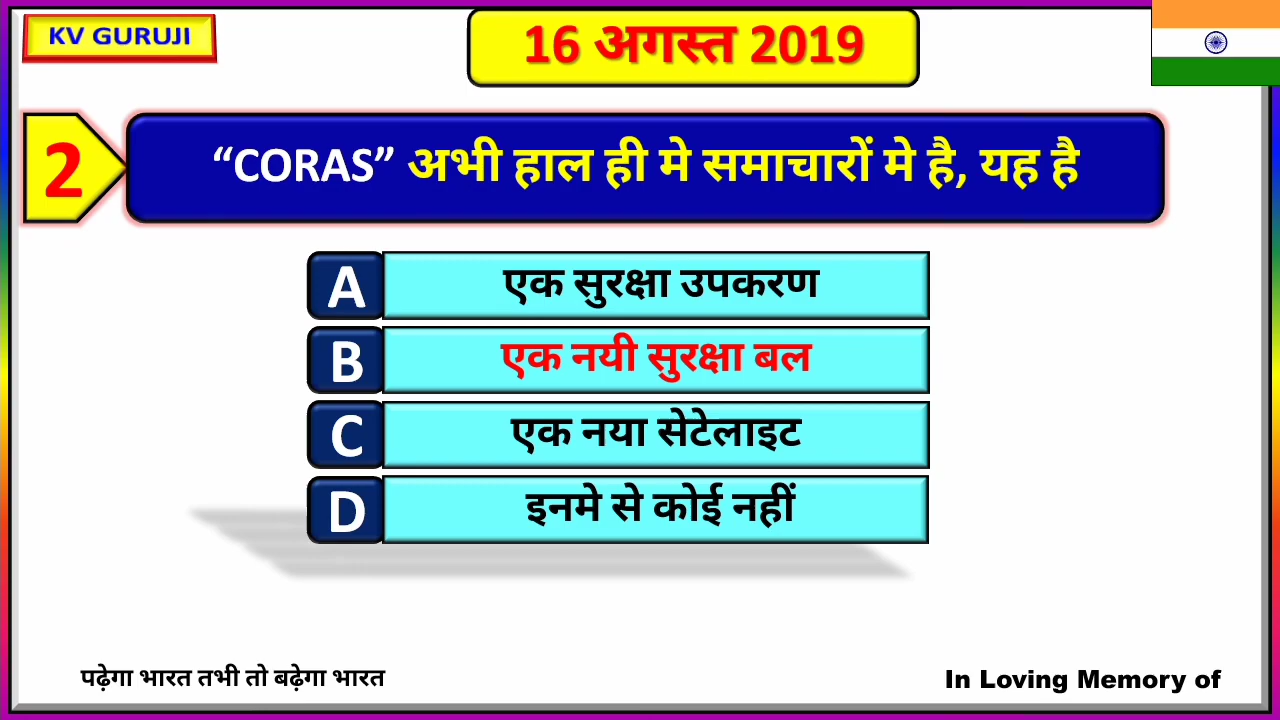 KV GURUJI
16 अगस्त 2019
2
“CORAS” अभी हाल ही मे समाचारों मे है, यह है
A एक सुरक्षा उपकरण
B एक नयी सुरक्षा बल
C एक नया सेटेलाइट
D इनमे से कोई नहीं
पढ़ेगा भारत तभी तो बढ़ेगा भारत
In Loving Memory of